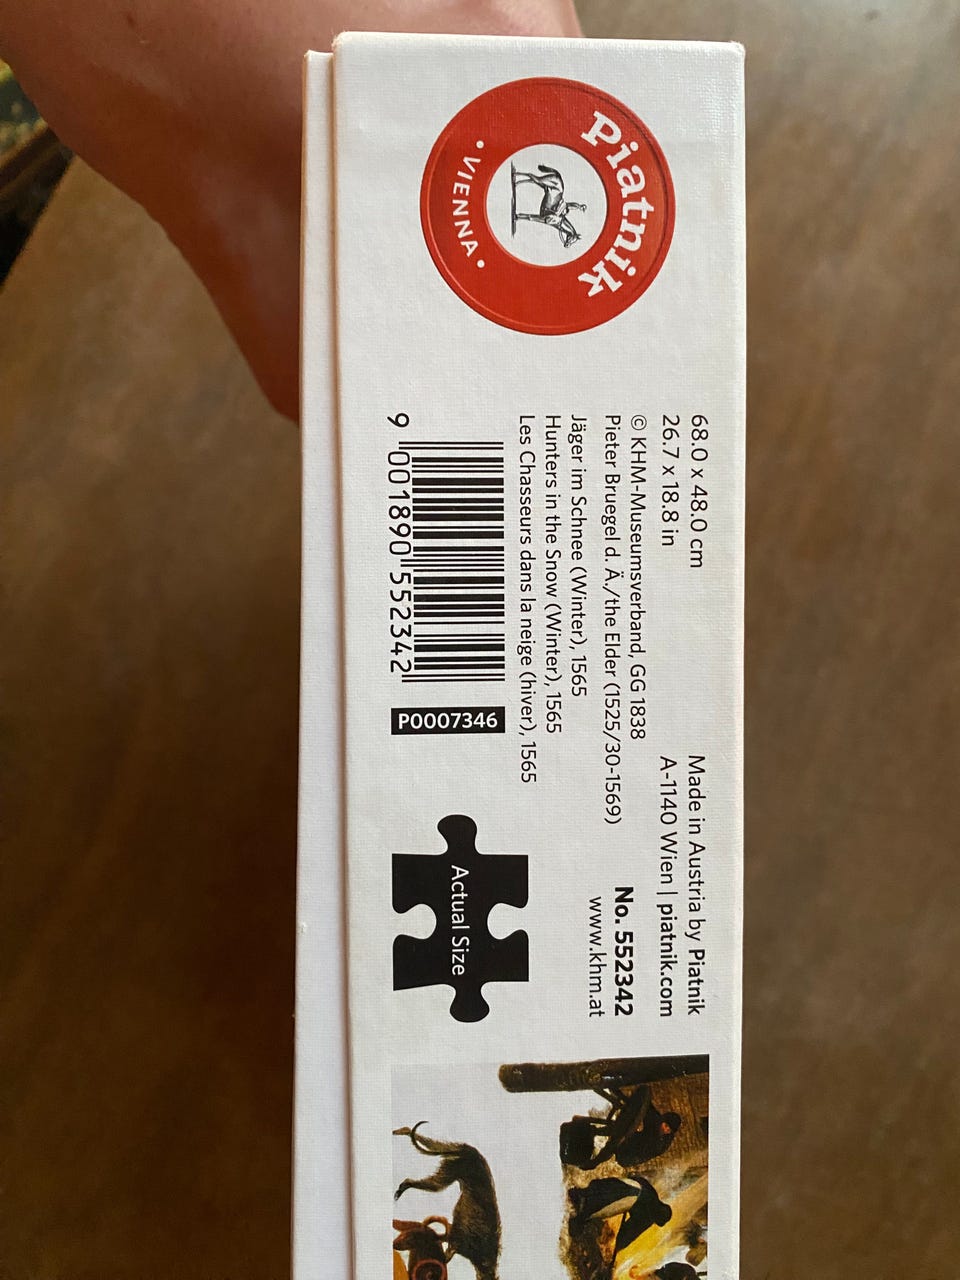 Piatnik
• VIENNA •
68.0 x 48.0 cm
26.7 x 18.8 in
© KHM-Museumsverband, GG 1838
Pieter Bruegel d. Ä./the Elder (1525/30-1569)
Jäger im Schnee (Winter), 1565
Hunters in the Snow (Winter), 1565
Les Chasseurs dans la neige (hiver), 1565
9 001890 552342
P0007346
Made in Austria by Piatnik
A-1140 Wien | piatnik.com
No. 552342
www.khm.at
Actual Size